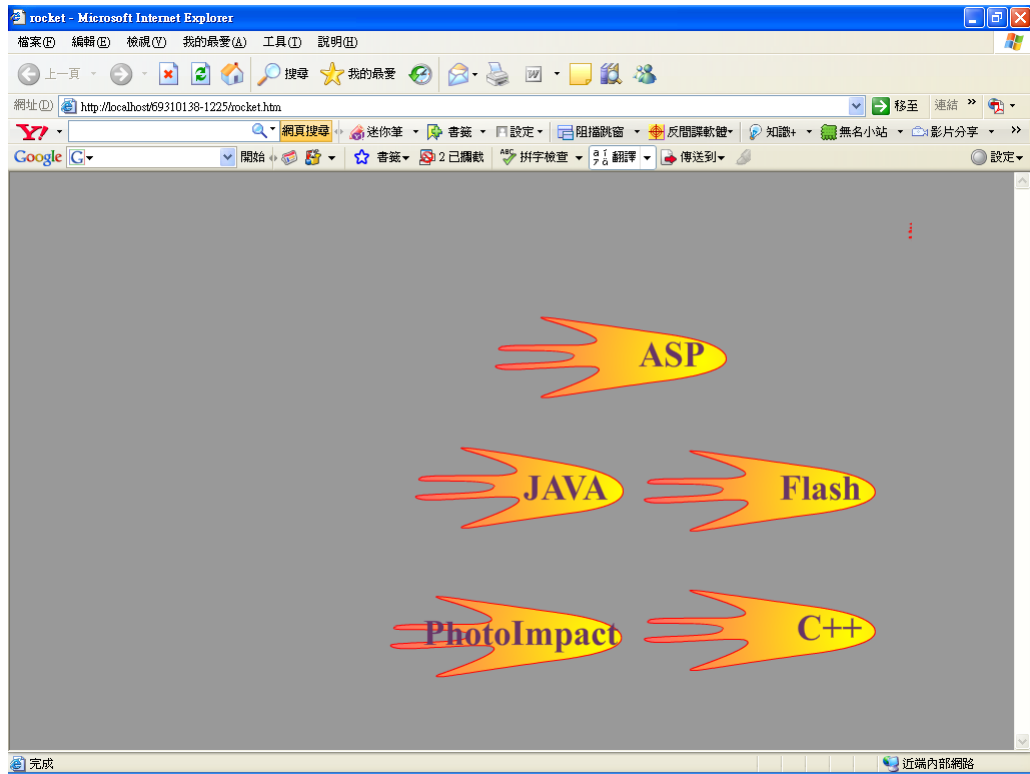 rocket - Microsoft Internet Explorer
檔案(F) 編輯(E) 檢視(V) 我的最愛(A) 工具(T) 說明(H)
上一頁 搜尋 我的最愛
網址(D) http://localhost/69310138-1225/rocket.htm 移至 連結 »
Y7 網頁搜尋 迷你筆 書籤 設定 阻擋跳窗 反間諜軟體 知識+ 無名小站 影片分享 »
Google G 開始 書籤 2 已攔截 拼字檢查 翻譯 傳送到 設定
ASP
JAVA Flash
PhotoImpact C++
完成 近端內部網路